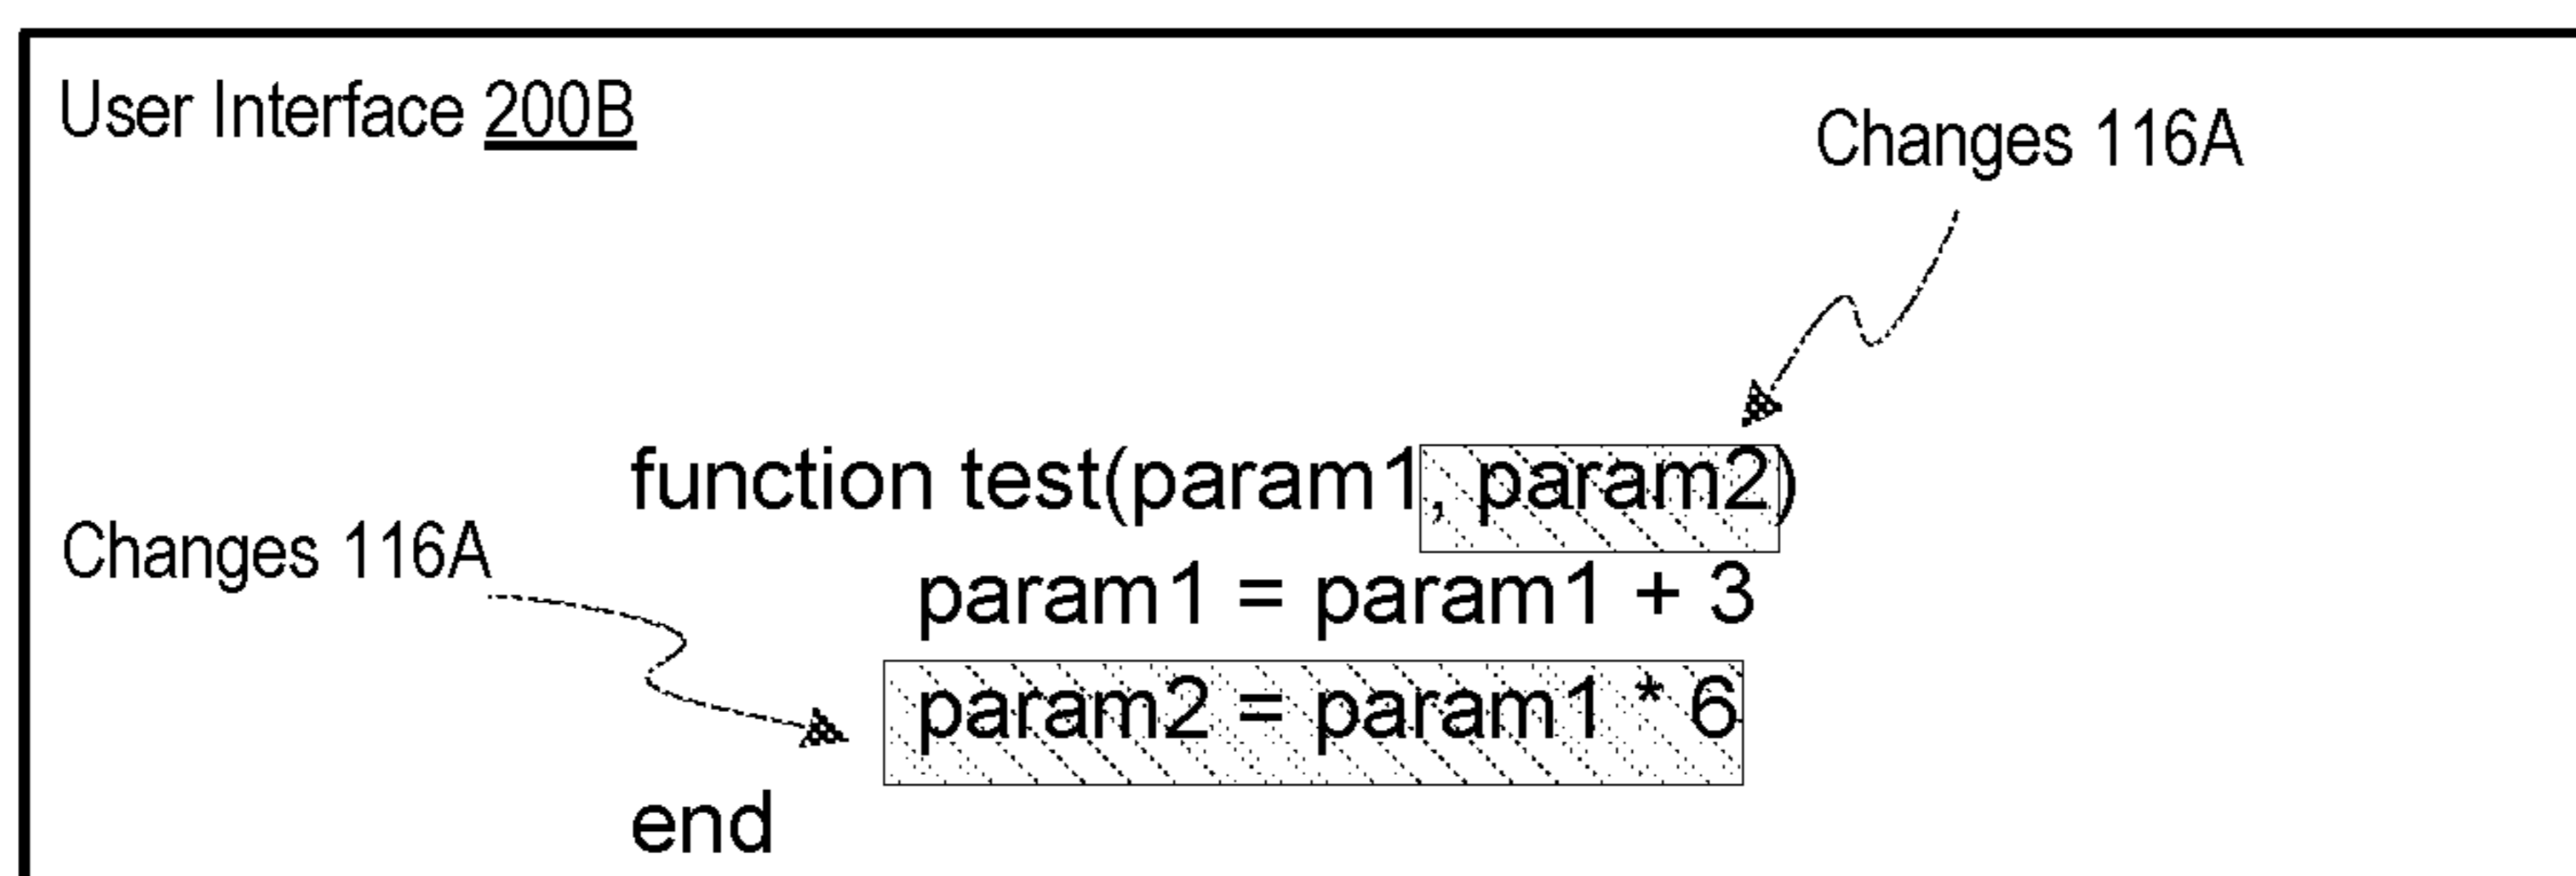 User Interface 200B
Changes 116A
function test(param1, param2)
Changes 116A
param1 = param1 + 3
param2 = param1 * 6
end